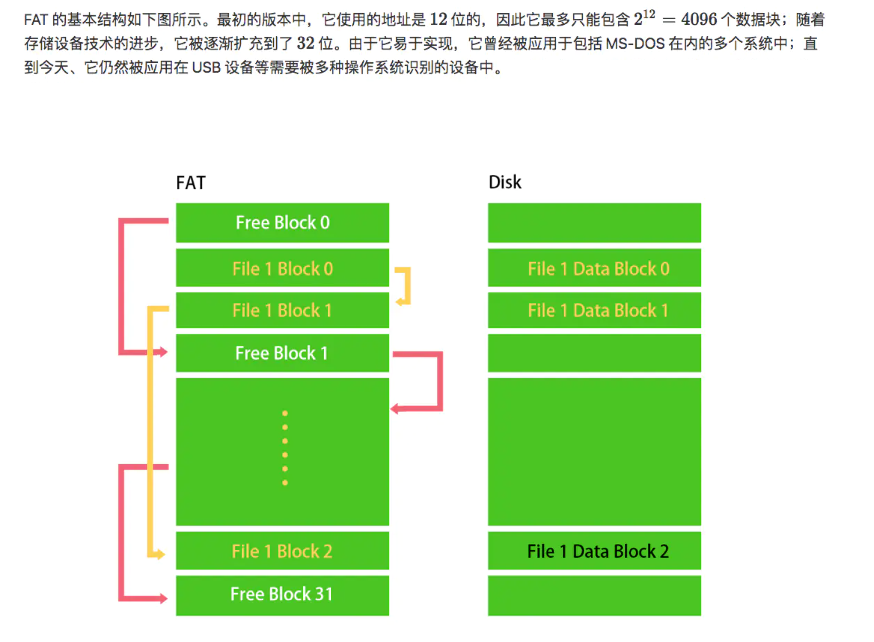 FAT 的基本结构如下图所示。最初的版本中，它使用的地址是 12 位的，因此它最多只能包含 2¹² = 4096 个数据块；随着
存储设备技术的进步，它被逐渐扩充到了 32 位。由于它易于实现，它曾经被应用于包括 MS-DOS 在内的多个系统中；直
到今天、它仍然被应用在 USB 设备等需要被多种操作系统识别的设备中。
FAT
Disk
Free Block 0
File 1 Block 0
File 1 Data Block 0
File 1 Block 1
File 1 Data Block 1
Free Block 1
File 1 Block 2
File 1 Data Block 2
Free Block 31